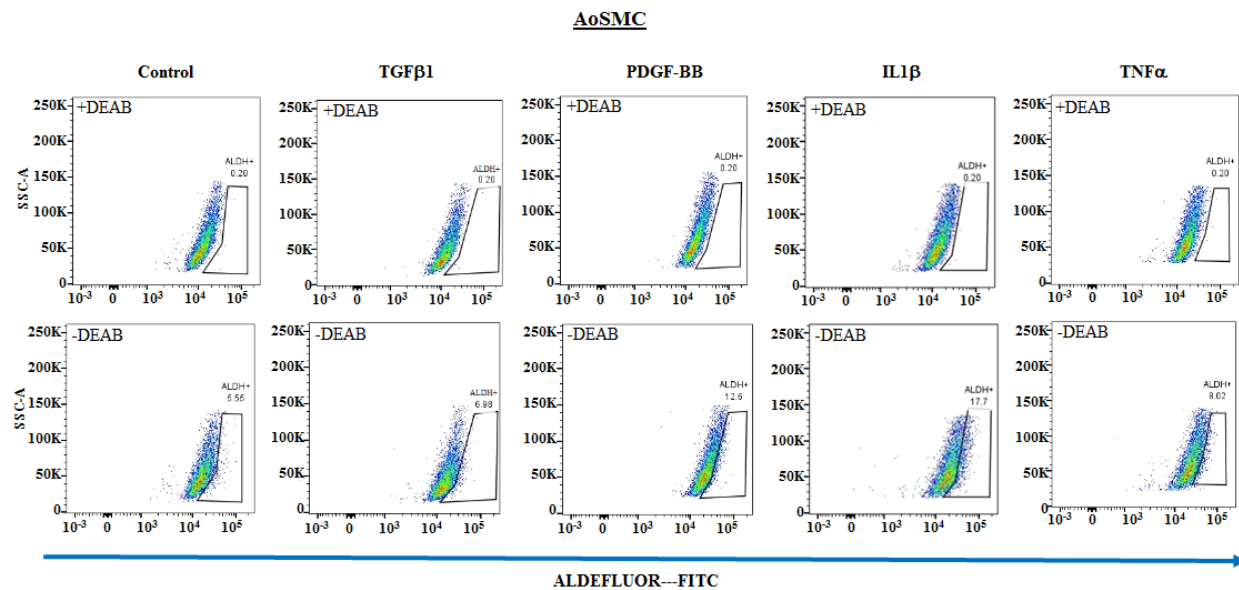 AoSMC
Control TGFβ1 PDGF-BB IL1β TNFα
+DEAB +DEAB +DEAB +DEAB +DEAB
250K 250K 250K 250K 250K
200K 200K 200K 200K 200K
150K 150K 150K 150K 150K
100K 100K 100K 100K 100K
50K 50K 50K 50K 50K
0 0 0 0 0
SSC-A
ALDH+ ALDH+ ALDH+ ALDH+ ALDH+
0.20 0.20 0.20 0.20 0.20
10-3 0 10³ 10⁴ 10⁵ 10-3 0 10³ 10⁴ 10⁵ 10-3 0 10³ 10⁴ 10⁵ 10-3 0 10³ 10⁴ 10⁵ 10-3 0 10³ 10⁴ 10⁵
-DEAB -DEAB -DEAB -DEAB -DEAB
250K 250K 250K 250K 250K
200K 200K 200K 200K 200K
150K 150K 150K 150K 150K
100K 100K 100K 100K 100K
50K 50K 50K 50K 50K
0 0 0 0 0
SSC-A
ALDH+ ALDH+ ALDH+ ALDH+ ALDH+
5.55 6.98 12.6 17.7 8.02
10-3 0 10³ 10⁴ 10⁵ 10-3 0 10³ 10⁴ 10⁵ 10-3 0 10³ 10⁴ 10⁵ 10-3 0 10³ 10⁴ 10⁵ 10-3 0 10³ 10⁴ 10⁵
ALDEFLUOR---FITC